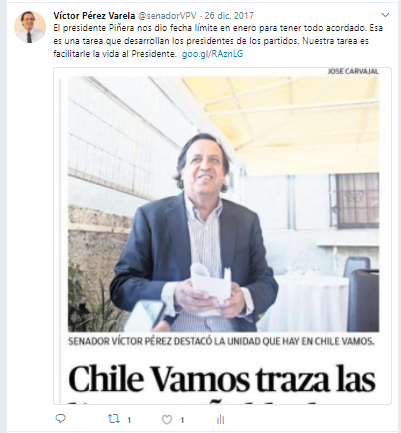 Víctor Pérez Varela @senadorVPV · 26 dic. 2017
El presidente Piñera nos dio fecha límite en enero para tener todo acordado. Esa
es una tarea que desarrollan los presidentes de los partidos. Nuestra tarea es
facilitarle la vida al Presidente. goo.gl/RAznLG
JOSÉ CARVAJAL
SENADOR VÍCTOR PÉREZ DESTACÓ LA UNIDAD QUE HAY EN CHILE VAMOS.
Chile Vamos traza las
1 1